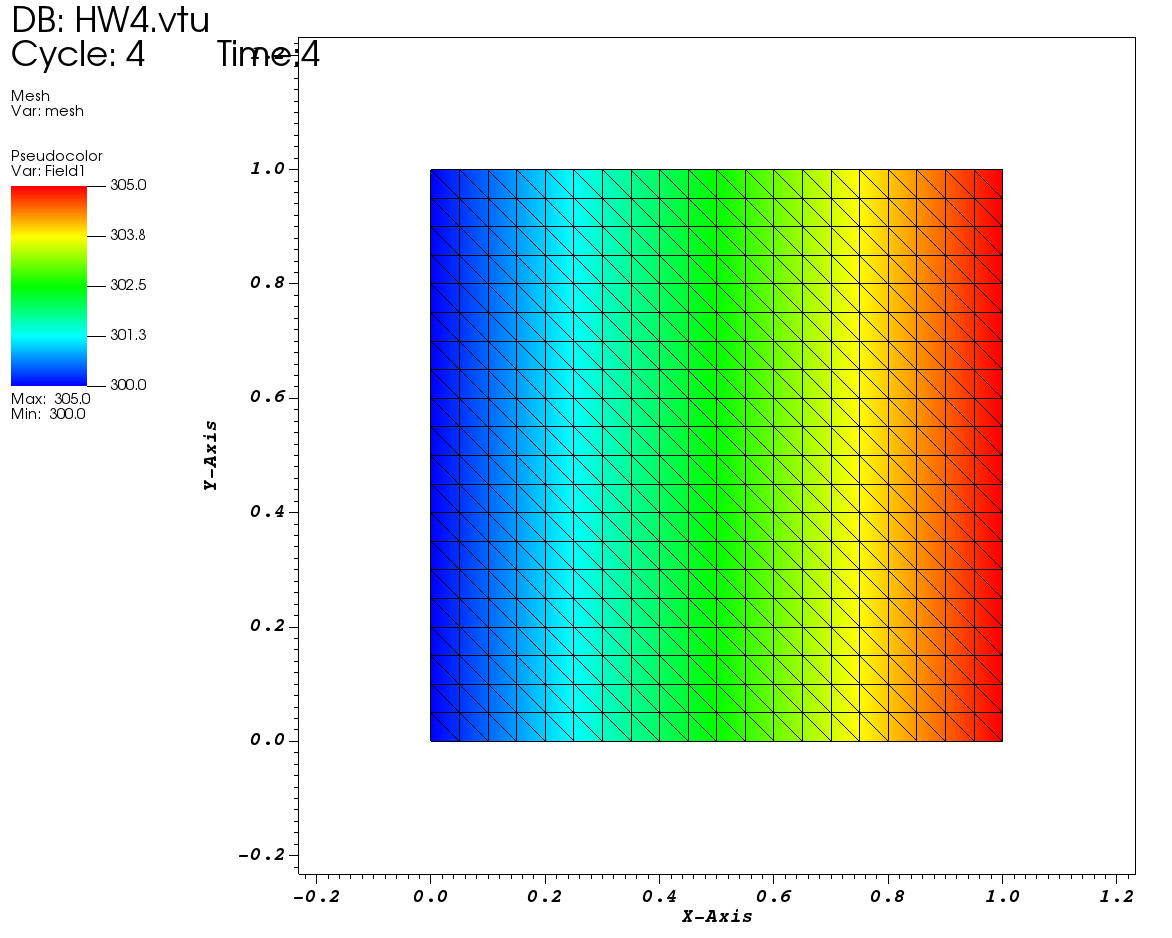 DB: HW4.vtu
Cycle: 4 Time:4
Mesh
Var: mesh
Pseudocolor
Var: Field1
305.0
303.8
302.5
301.3
300.0
Max: 305.0
Min: 300.0
1.2
1.0
0.8
0.6
0.4
0.2
0.0
-0.2
Y-Axis
-0.2 0.0 0.2 0.4 0.6 0.8 1.0 1.2
X-Axis